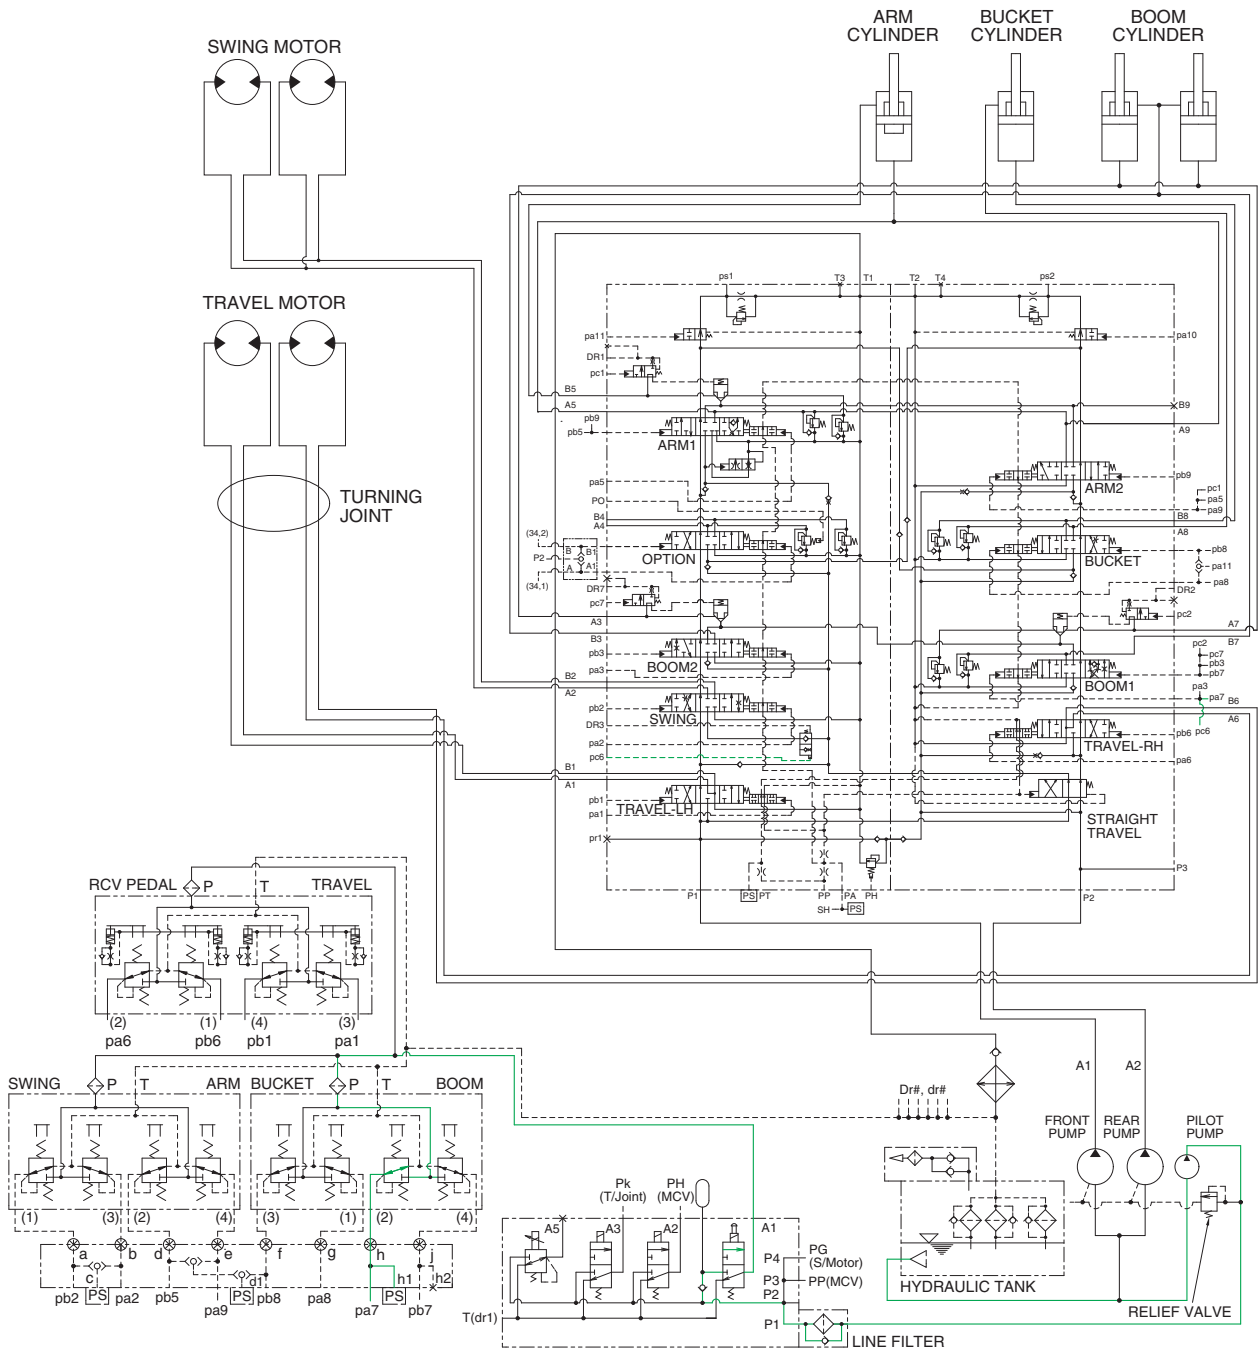 ARM
CYLINDER
BUCKET
CYLINDER
BOOM
CYLINDER
SWING MOTOR
TRAVEL MOTOR
TURNING
JOINT
ps1
T3
T1
T2
T4
ps2
pa11
pa10
DR1
pc1
B5
A5
B9
A9
pb9
pb5
ARM1
ARM2
pb9
pc1
pa5
pa9
pa5
PO
B4
A4
B8
A8
(34,2)
B
B1
P2
A
A1
(34,1)
OPTION
BUCKET
pb8
pa11
pa8
DR7
pc7
DR2
pc2
A3
B3
A7
B7
pb3
pa3
BOOM2
BOOM1
pc2
pc7
pb3
pb7
pa3
pa7
pc6
B2
A2
B6
A6
pb2
SWING
DR3
pa2
pc6
TRAVEL-RH
pb6
pa6
B1
A1
pb1
pa1
TRAVEL-LH
STRAIGHT
TRAVEL
pr1
P3
P1
PS
PT
PP
PA
PH
P2
SH
PS
RCV PEDAL
P
T
TRAVEL
(2)
(1)
(4)
(3)
pa6
pb6
pb1
pa1
SWING
P
T
ARM
BUCKET
P
T
BOOM
(1)
(3)
(2)
(4)
(3)
(1)
(2)
(4)
a
b
d
e
f
g
h
j
c
d1
h1
h2
pb2
PS
pa2
pb5
pa9
PS
pb8
pa8
pa7
PS
pb7
Dr#, dr#
A1
A2
FRONT
PUMP
REAR
PUMP
PILOT
PUMP
Pk
(T/Joint)
PH
(MCV)
A5
A3
A2
A1
P4
PG
(S/Motor)
P3
PP(MCV)
P2
T(dr1)
P1
LINE FILTER
HYDRAULIC TANK
RELIEF VALVE